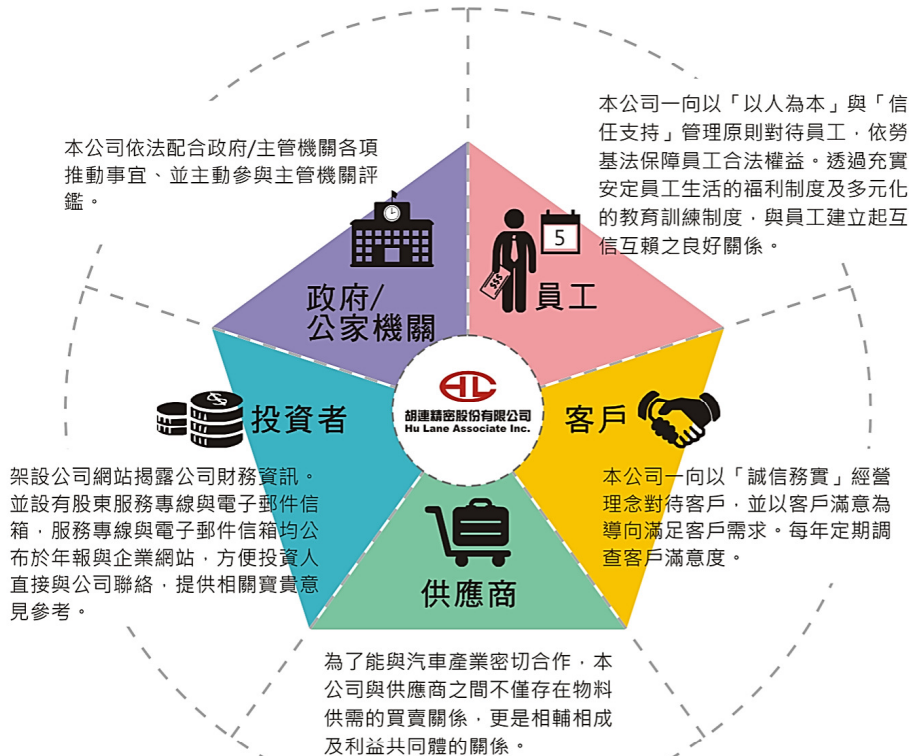 本公司依法配合政府/主管機關各項
推動事宜、並主動參與主管機關評
鑑。
本公司一向以「以人為本」與「信
任支持」管理原則對待員工，依勞
基法保障員工合法權益。透過充實
安定員工生活的福利制度及多元化
的教育訓練制度，與員工建立起互
信互賴之良好關係。
政府/
公家機關
$$$
5
員工
HLC
胡連精密股份有限公司
Hu Lane Associate Inc.
$
投資者
客戶
架設公司網站揭露公司財務資訊。
並設有股東服務專線與電子郵件信
箱，服務專線與電子郵件信箱均公
布於年報與企業網站，方便投資人
直接與公司聯絡，提供相關寶貴意
見參考。
本公司一向以「誠信務實」經營
理念對待客戶，並以客戶滿意為
導向滿足客戶需求。每年定期調
查客戶滿意度。
供應商
為了能與汽車產業密切合作，本
公司與供應商之間不僅存在物料
供需的買賣關係，更是相輔相成
及利益共同體的關係。